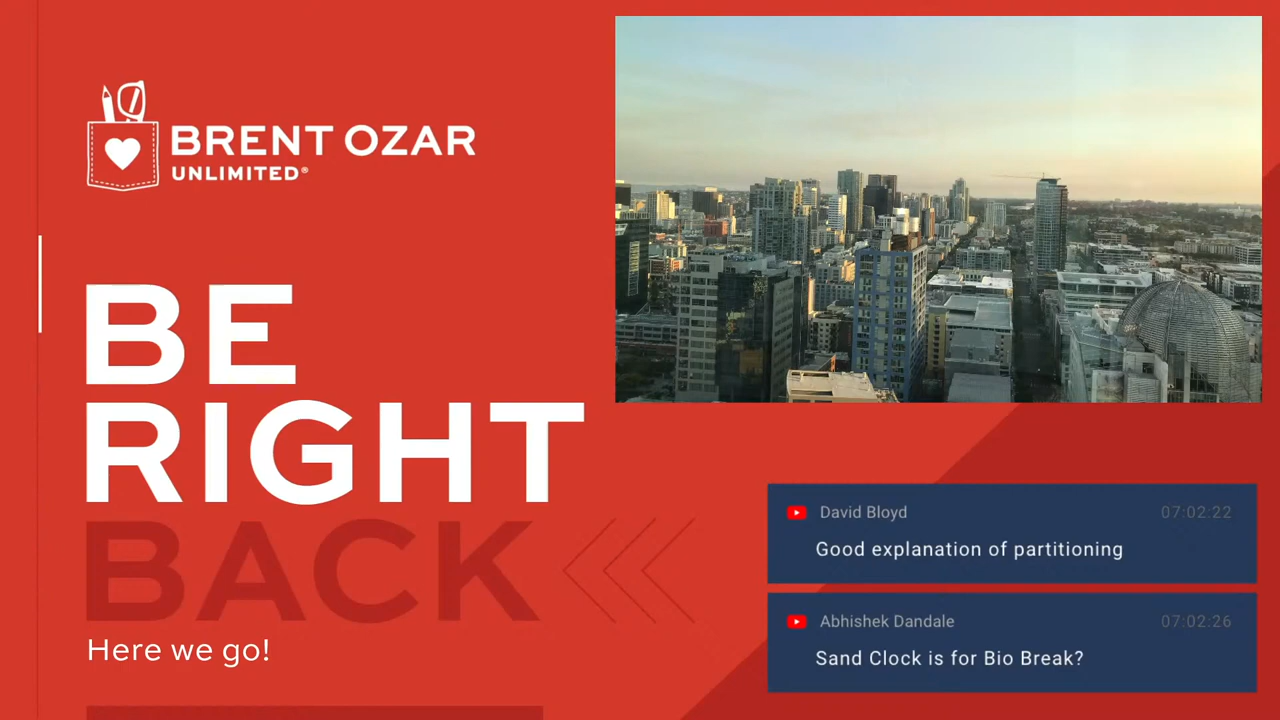 BRENT OZAR
UNLIMITED®
BE
RIGHT
BACK
Here we go!
David Bloyd 07:02:22
Good explanation of partitioning
Abhishek Dandale 07:02:26
Sand Clock is for Bio Break?